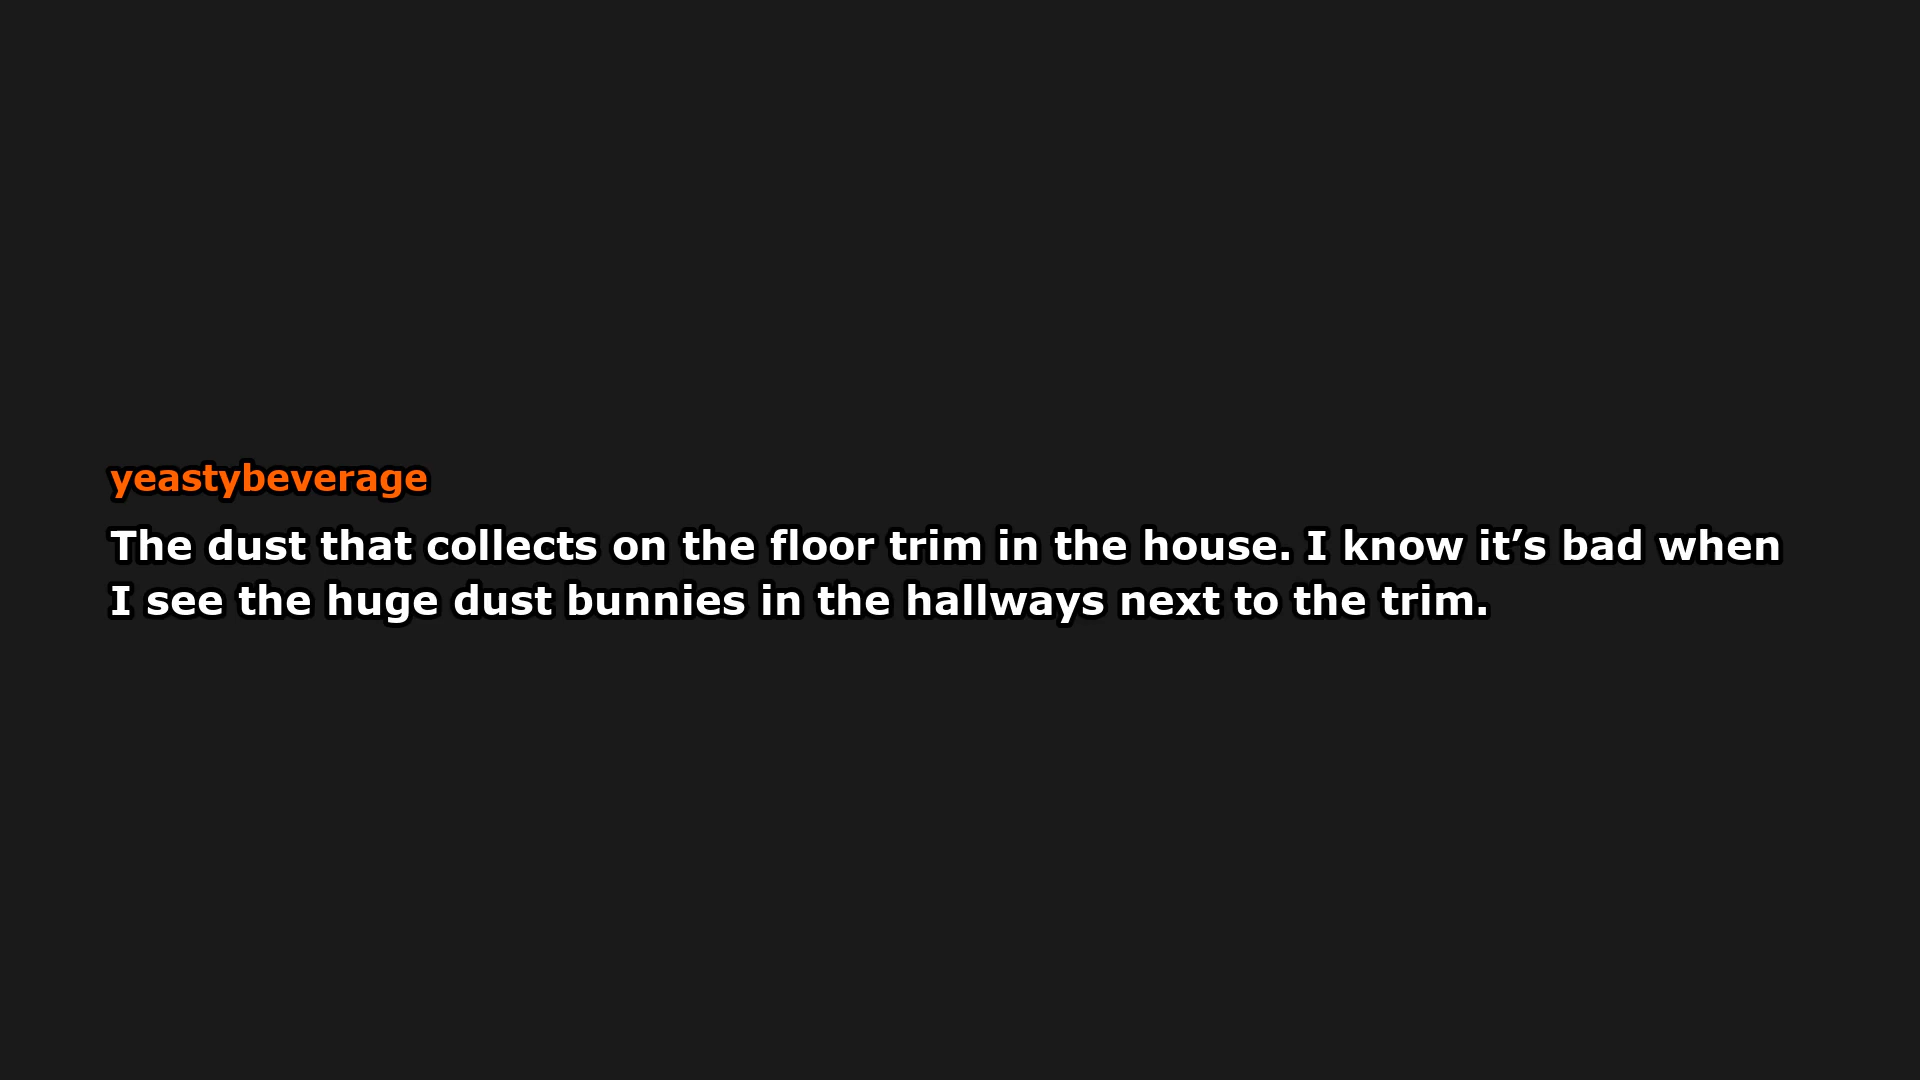 yeastybeverage
The dust that collects on the floor trim in the house. I know it’s bad when
I see the huge dust bunnies in the hallways next to the trim.